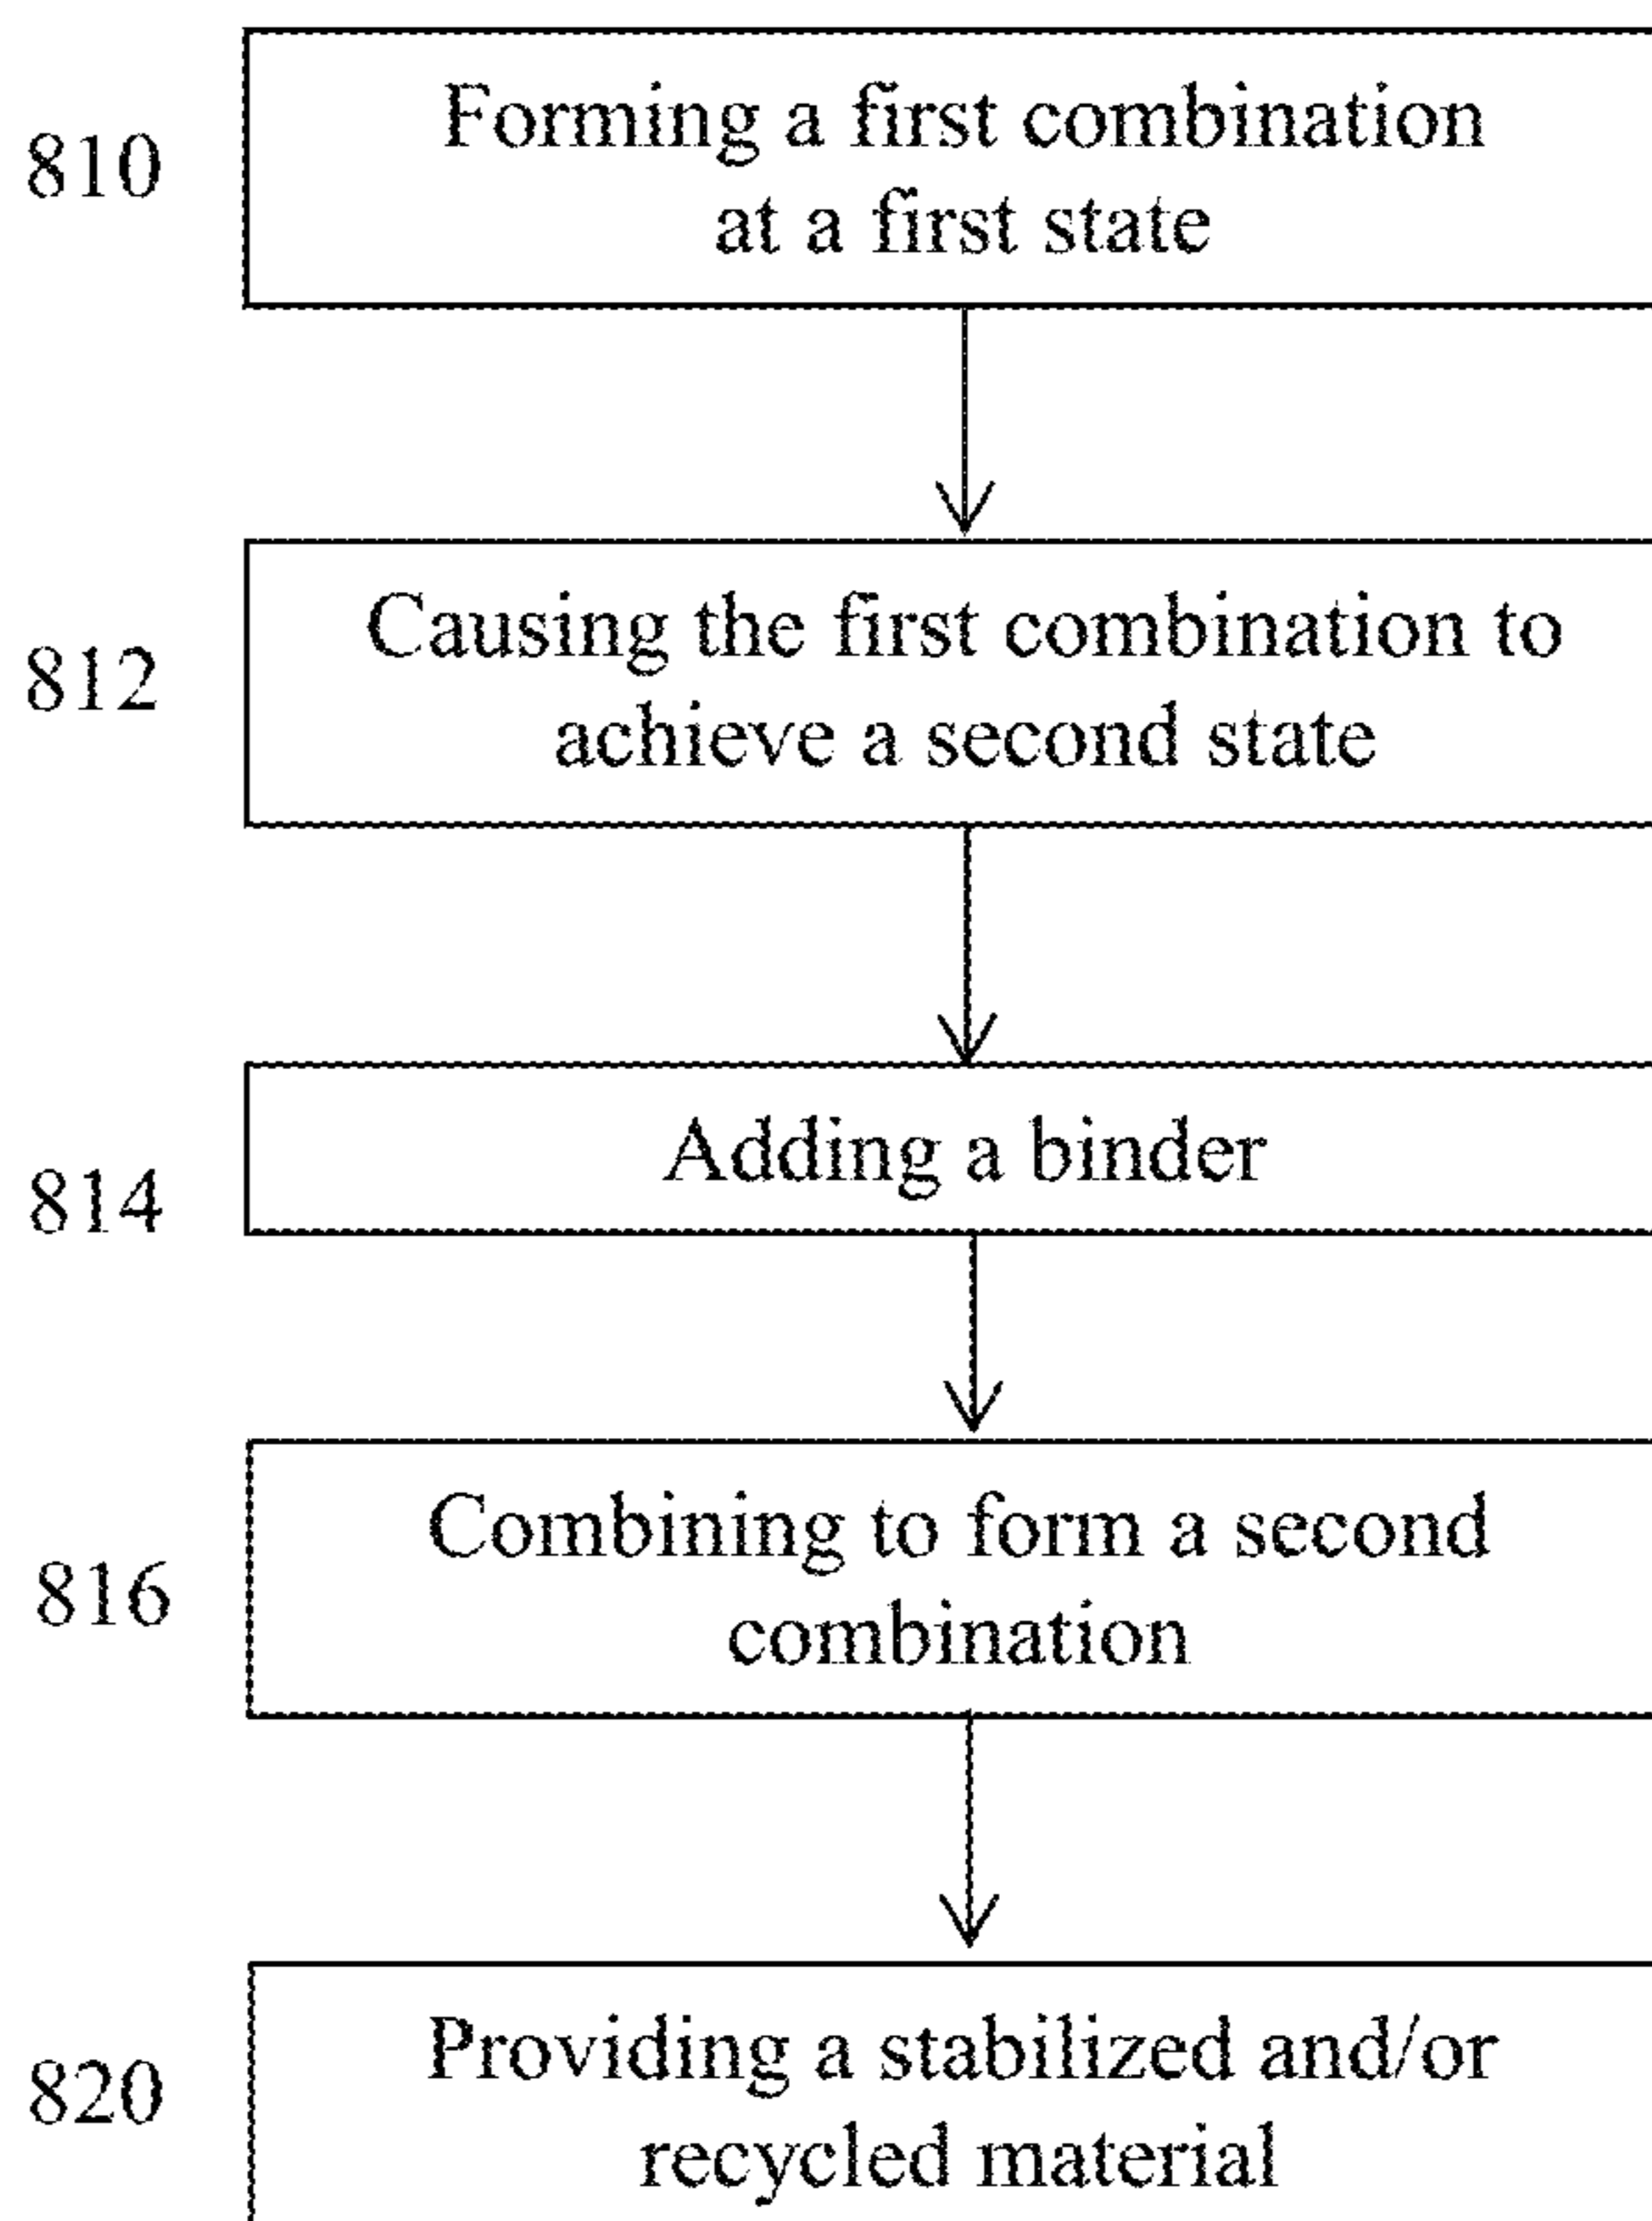 810
Forming a first combination
at a first state
812
Causing the first combination to
achieve a second state
814
Adding a binder
816
Combining to form a second
combination
820
Providing a stabilized and/or
recycled material